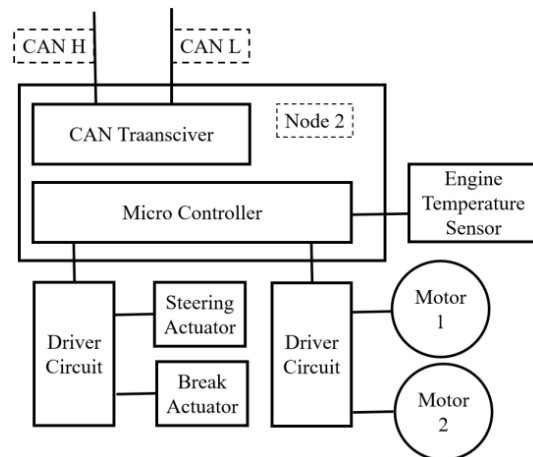 CAN H
CAN L
CAN Traansciver
Node 2
Micro Controller
Engine
Temperature
Sensor
Driver
Circuit
Steering
Actuator
Break
Actuator
Driver
Circuit
Motor
1
Motor
2